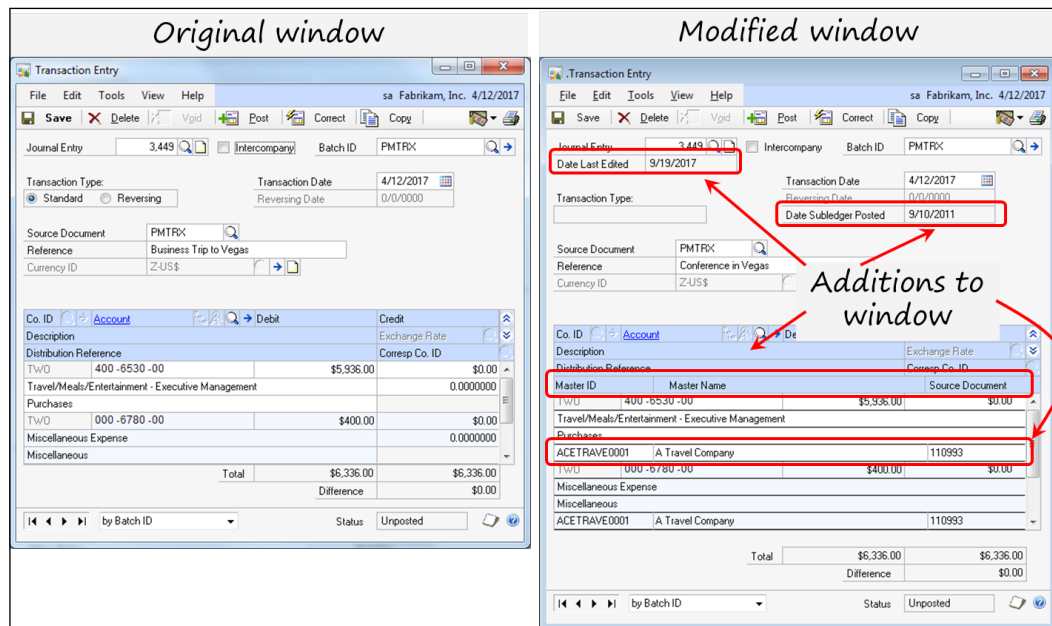 Original window
Transaction Entry
File Edit Tools View Help sa Fabrikam, Inc. 4/12/2017
Save Delete Void Post Correct Copy
Journal Entry 3,449 Intercompany Batch ID PMTRX
Transaction Type: Transaction Date 4/12/2017
Standard Reversing Reversing Date 0/0/0000
Source Document PMTRX
Reference Business Trip to Vegas
Currency ID Z-US$
Co. ID Account Debit Credit
Description Exchange Rate
Distribution Reference Corresp Co. ID
TWO 400 -6530 -00 $5,936.00 $0.00
Travel/Meals/Entertainment - Executive Management 0.0000000
Purchases
TWO 000 -6780 -00 $400.00 $0.00
Miscellaneous Expense 0.0000000
Miscellaneous
Total $6,336.00 $6,336.00
Difference $0.00
by Batch ID Status Unposted
Modified window
.Transaction Entry
File Edit Tools View Help sa Fabrikam, Inc. 4/12/2017
Save Delete Void Post Correct Copy
Journal Entry 3,449 Intercompany Batch ID PMTRX
Date Last Edited 9/19/2017
Transaction Date 4/12/2017
Transaction Type: Reversing Date 0/0/0000
Date Subledger Posted 9/10/2011
Source Document PMTRX
Reference Conference in Vegas
Currency ID Z-US$
Additions to
window
Co. ID Account De
Description Exchange Rate
Distribution Reference Corresp Co. ID
Master ID Master Name Source Document
TWO 400 -6530 -00 $5,936.00 $0.00
Travel/Meals/Entertainment - Executive Management
Purchases
ACETRAVE0001 A Travel Company 110993
TWO 000 -6780 -00 $400.00 $0.00
Miscellaneous Expense
Miscellaneous
ACETRAVE0001 A Travel Company 110993
Total $6,336.00 $6,336.00
Difference $0.00
by Batch ID Status Unposted